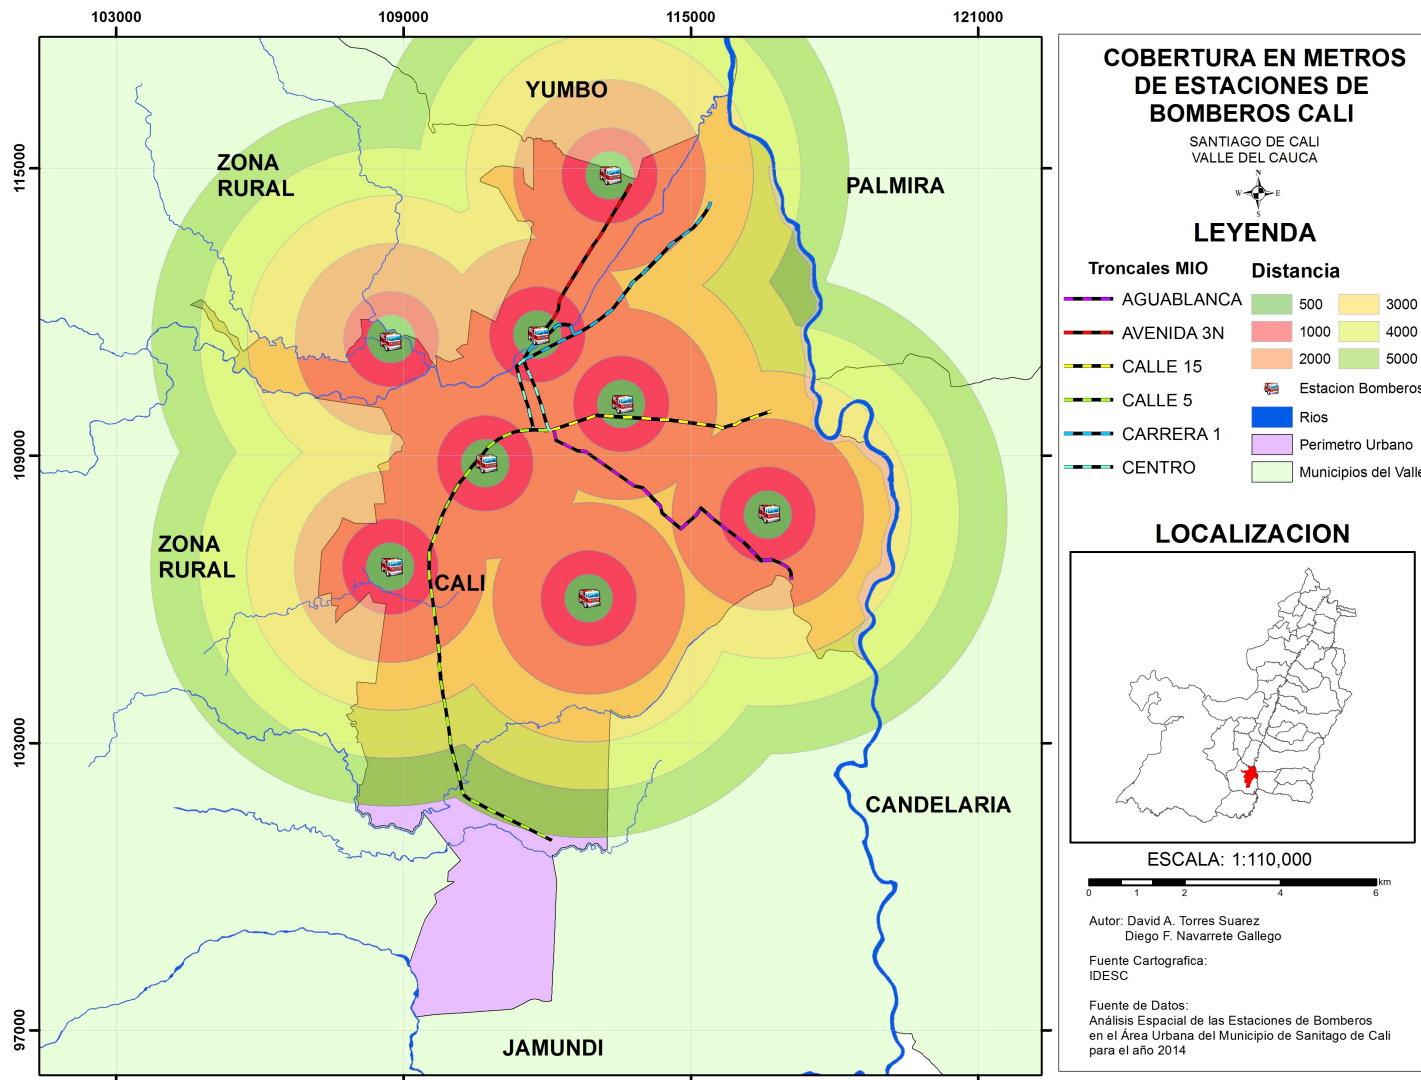 103000
109000
115000
121000
115000
109000
103000
97000
YUMBO
ZONA
RURAL
PALMIRA
ZONA
RURAL
CALI
CANDELARIA
JAMUNDI
COBERTURA EN METROS
DE ESTACIONES DE
BOMBEROS CALI
SANTIAGO DE CALI
VALLE DEL CAUCA
N
W
E
S
LEYENDA
Troncales MIO
AGUABLANCA
AVENIDA 3N
CALLE 15
CALLE 5
CARRERA 1
CENTRO
Distancia
500
1000
2000
3000
4000
5000
Estacion Bomberos
Rios
Perimetro Urbano
Municipios del Valle
LOCALIZACION
ESCALA: 1:110,000
0 1 2 4 6 km
Autor: David A. Torres Suarez
Diego F. Navarrete Gallego
Fuente Cartografica:
IDESC
Fuente de Datos:
Análisis Espacial de las Estaciones de Bomberos
en el Área Urbana del Municipio de Sanitago de Cali
para el año 2014